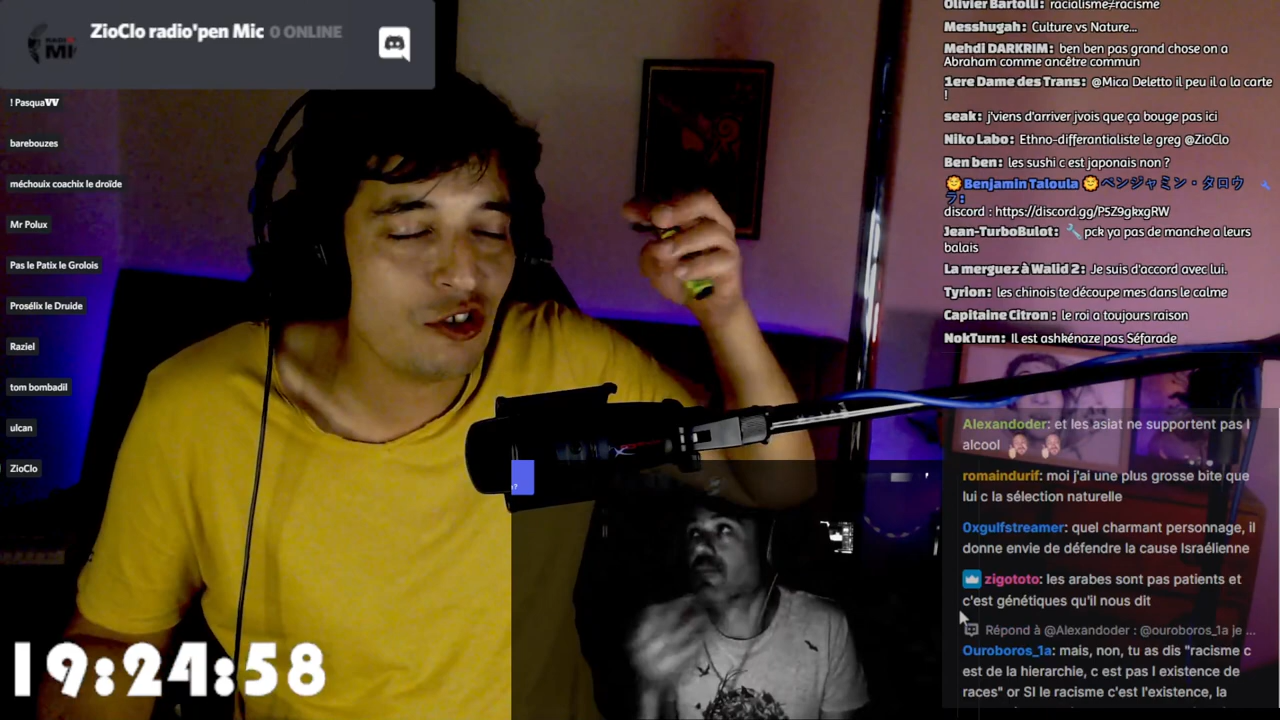 ZioClo radio'pen Mic 0 ONLINE
! PasquaVV
barebouzes
méchouix coachix le droïde
Mr Polux
Pas le Patix le Grolois
Prosélix le Druide
Raziel
tom bombadil
ulcan
ZioClo
19:24:58
Olivier Bartolli: racialisme≠racisme
Messhugah: Culture vs Nature...
Mehdi DARKRIM: ben ben pas grand chose on a
Abraham comme ancêtre commun
1ere Dame des Trans: @Mica Deletto il peu il a la carte
!
seak: j'viens d'arriver jvois que ça bouge pas ici
Niko Labo: Ethno-differantialiste le greg @ZioClo
Ben ben: les sushi c est japonais non ?
Benjamin Taloula ベンジャミン・タロウ
ラ:
discord : https://discord.gg/P5Z9gkxgRW
Jean-TurboBulot: pck ya pas de manche a leurs
balais
La merguez à Walid 2: Je suis d'accord avec lui.
Tyrion: les chinois te découpe mes dans le calme
Capitaine Citron : le roi a toujours raison
NokTurn: Il est ashkénaze pas Séfarade
Alexandoder: et les asiat ne supportent pas l
alcool
romaindurif: moi j'ai une plus grosse bite que
lui c la sélection naturelle
0xgulfstreamer: quel charmant personnage, il
donne envie de défendre la cause Israélienne
zigototo: les arabes sont pas patients et
c'est génétiques qu'il nous dit
Répond à @Alexandoder : @ouroboros_1a je ...
Ouroboros_1a: mais, non, tu as dis "racisme c
est de la hierarchie, c est pas l existence de
races" or SI le racisme c'est l'existence, la